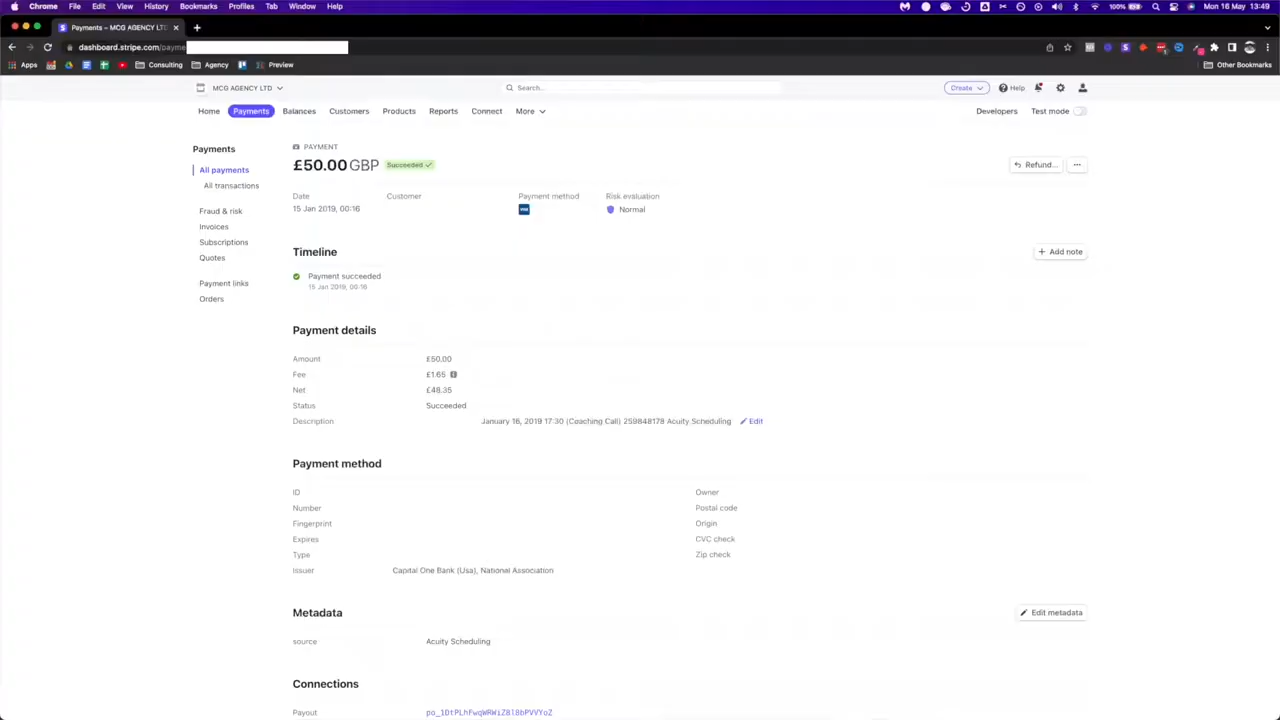 Chrome File Edit View History Bookmarks Profiles Tab Window Help 100% Mon 16 May 13:49
Payments – MCG AGENCY LTD
dashboard.stripe.com/payme
Apps Consulting Agency Preview Other Bookmarks
MCG AGENCY LTD Search... Create Help
Home Payments Balances Customers Products Reports Connect More Developers Test mode
Payments
All payments
All transactions
Fraud & risk
Invoices
Subscriptions
Quotes
Payment links
Orders
PAYMENT
£50.00 GBP Succeeded
Refund... ...
Date Customer Payment method Risk evaluation
15 Jan 2019, 00:16 VISA Normal
Timeline
Add note
Payment succeeded
15 Jan 2019, 00:16
Payment details
Amount £50.00
Fee £1.65
Net £48.35
Status Succeeded
Description January 16, 2019 17:30 (Coaching Call) 259848178 Acuity Scheduling Edit
Payment method
ID Owner
Number Postal code
Fingerprint Origin
Expires CVC check
Type Zip check
Issuer Capital One Bank (Usa), National Association
Metadata
Edit metadata
source Acuity Scheduling
Connections
Payout po_1DtPLhFwqWRWiZ8l8bPVVYoZ